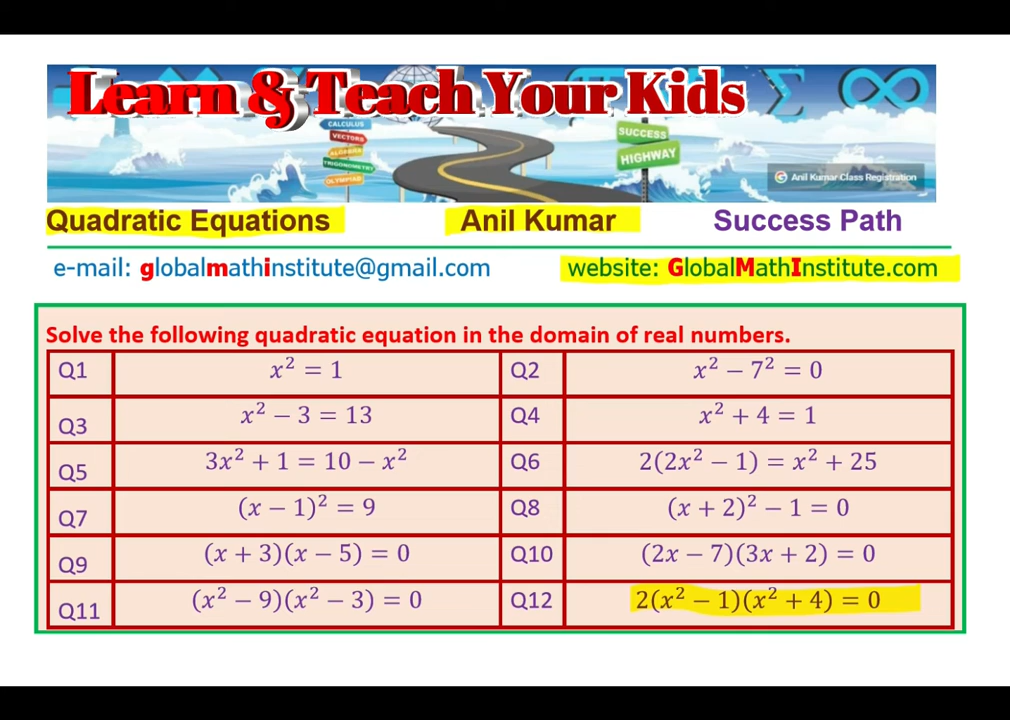 Learn & Teach Your Kids
CALCULUS
VECTORS
ALGEBRA
TRIGONOMETRY
OLYMPIAD
SUCCESS
HIGHWAY
Σ ∞
Anil Kumar Class Registration
Quadratic Equations Anil Kumar Success Path
e-mail: globalmathinstitute@gmail.com website: GlobalMathInstitute.com
Solve the following quadratic equation in the domain of real numbers.
Q1 x² = 1 Q2 x² − 7² = 0
Q3 x² − 3 = 13 Q4 x² + 4 = 1
Q5 3x² + 1 = 10 − x² Q6 2(2x² − 1) = x² + 25
Q7 (x − 1)² = 9 Q8 (x + 2)² − 1 = 0
Q9 (x + 3)(x − 5) = 0 Q10 (2x − 7)(3x + 2) = 0
Q11 (x² − 9)(x² − 3) = 0 Q12 2(x² − 1)(x² + 4) = 0